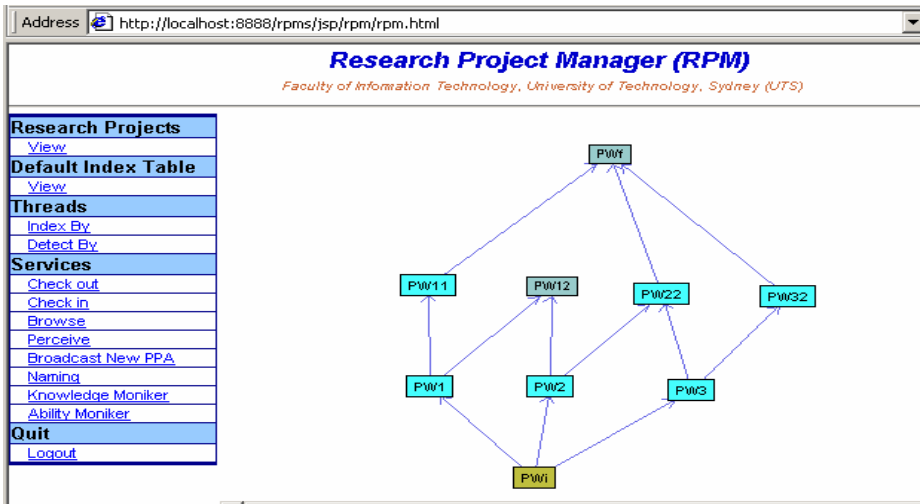 Address http://localhost:8888/rpms/jsp/rpm/rpm.html
Research Project Manager (RPM)
Faculty of Information Technology, University of Technology, Sydney (UTS)
Research Projects
View
Default Index Table
View
Threads
Index By
Detect By
Services
Check out
Check in
Browse
Perceive
Broadcast New PPA
Naming
Knowledge Moniker
Ability Moniker
Quit
Logout
PWf
PW11
PW12
PW22
PW32
PW1
PW2
PW3
PWi